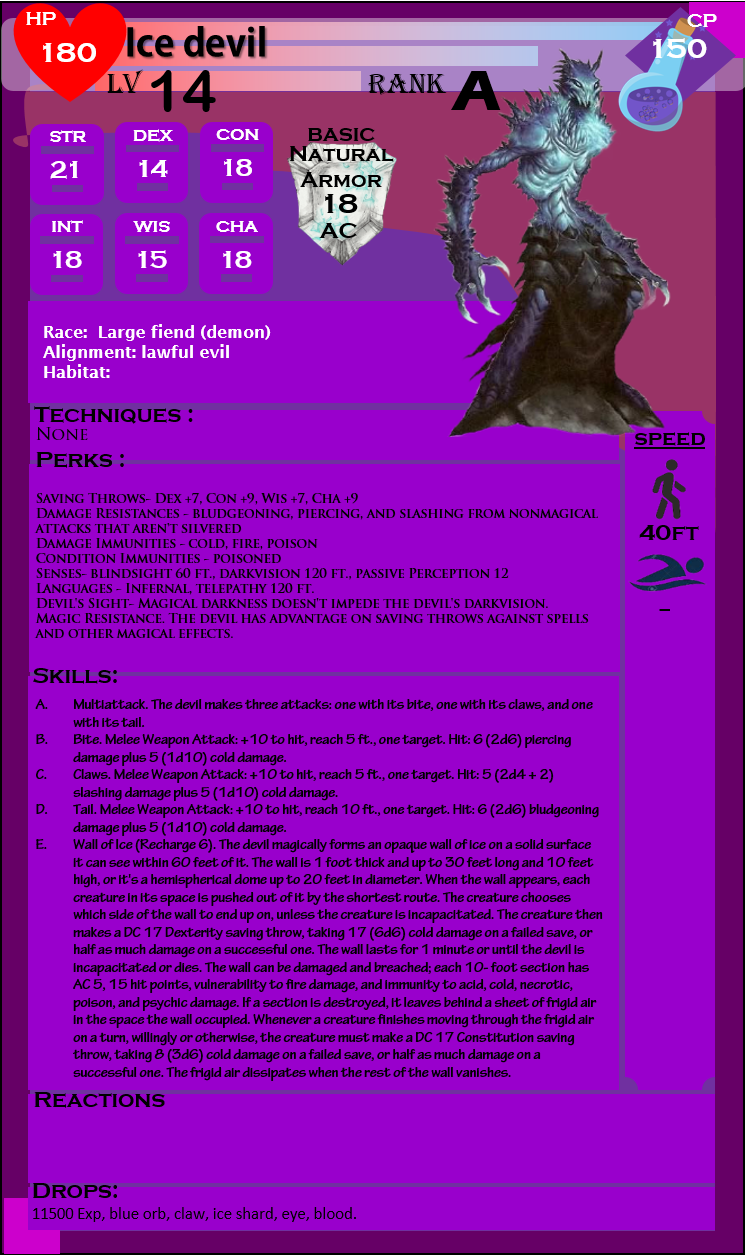 HP
180
Ice devil
CP
150
LV 14
RANK A
STR
21
DEX
14
CON
18
INT
18
WIS
15
CHA
18
BASIC
NATURAL
ARMOR
18
AC
Race:  Large fiend (demon)
Alignment: lawful evil
Habitat:
TECHNIQUES :
NONE
PERKS :
SAVING THROWS- DEX +7, CON +9, WIS +7, CHA +9
DAMAGE RESISTANCES - BLUDGEONING, PIERCING, AND SLASHING FROM NONMAGICAL
ATTACKS THAT AREN'T SILVERED
DAMAGE IMMUNITIES - COLD, FIRE, POISON
CONDITION IMMUNITIES - POISONED
SENSES- BLINDSIGHT 60 FT., DARKVISION 120 FT., PASSIVE PERCEPTION 12
LANGUAGES - INFERNAL, TELEPATHY 120 FT.
DEVIL'S SIGHT- MAGICAL DARKNESS DOESN'T IMPEDE THE DEVIL'S DARKVISION.
MAGIC RESISTANCE. THE DEVIL HAS ADVANTAGE ON SAVING THROWS AGAINST SPELLS
AND OTHER MAGICAL EFFECTS.
SPEED
40FT
–
SKILLS:
A. Multiattack. The devil makes three attacks: one with its bite, one with its claws, and one
with its tail.
B. Bite. Melee Weapon Attack: +10 to hit, reach 5 ft., one target. Hit: 6 (2d6) piercing
damage plus 5 (1d10) cold damage.
C. Claws. Melee Weapon Attack: +10 to hit, reach 5 ft., one target. Hit: 5 (2d4 + 2)
slashing damage plus 5 (1d10) cold damage.
D. Tail. Melee Weapon Attack: +10 to hit, reach 10 ft., one target. Hit: 6 (2d6) bludgeoning
damage plus 5 (1d10) cold damage.
E. Wall of Ice (Recharge 6). The devil magically forms an opaque wall of ice on a solid surface
it can see within 60 feet of it. The wall is 1 foot thick and up to 30 feet long and 10 feet
high, or it's a hemispherical dome up to 20 feet in diameter. When the wall appears, each
creature in its space is pushed out of it by the shortest route. The creature chooses
which side of the wall to end up on, unless the creature is incapacitated. The creature then
makes a DC 17 Dexterity saving throw, taking 17 (6d6) cold damage on a failed save, or
half as much damage on a successful one. The wall lasts for 1 minute or until the devil is
incapacitated or dies. The wall can be damaged and breached; each 10- foot section has
AC 5, 15 hit points, vulnerability to fire damage, and immunity to acid, cold, necrotic,
poison, and psychic damage. If a section is destroyed, it leaves behind a sheet of frigid air
in the space the wall occupied. Whenever a creature finishes moving through the frigid air
on a turn, willingly or otherwise, the creature must make a DC 17 Constitution saving
throw, taking 8 (3d6) cold damage on a failed save, or half as much damage on a
successful one. The frigid air dissipates when the rest of the wall vanishes.
REACTIONS
DROPS:
11500 Exp, blue orb, claw, ice shard, eye, blood.